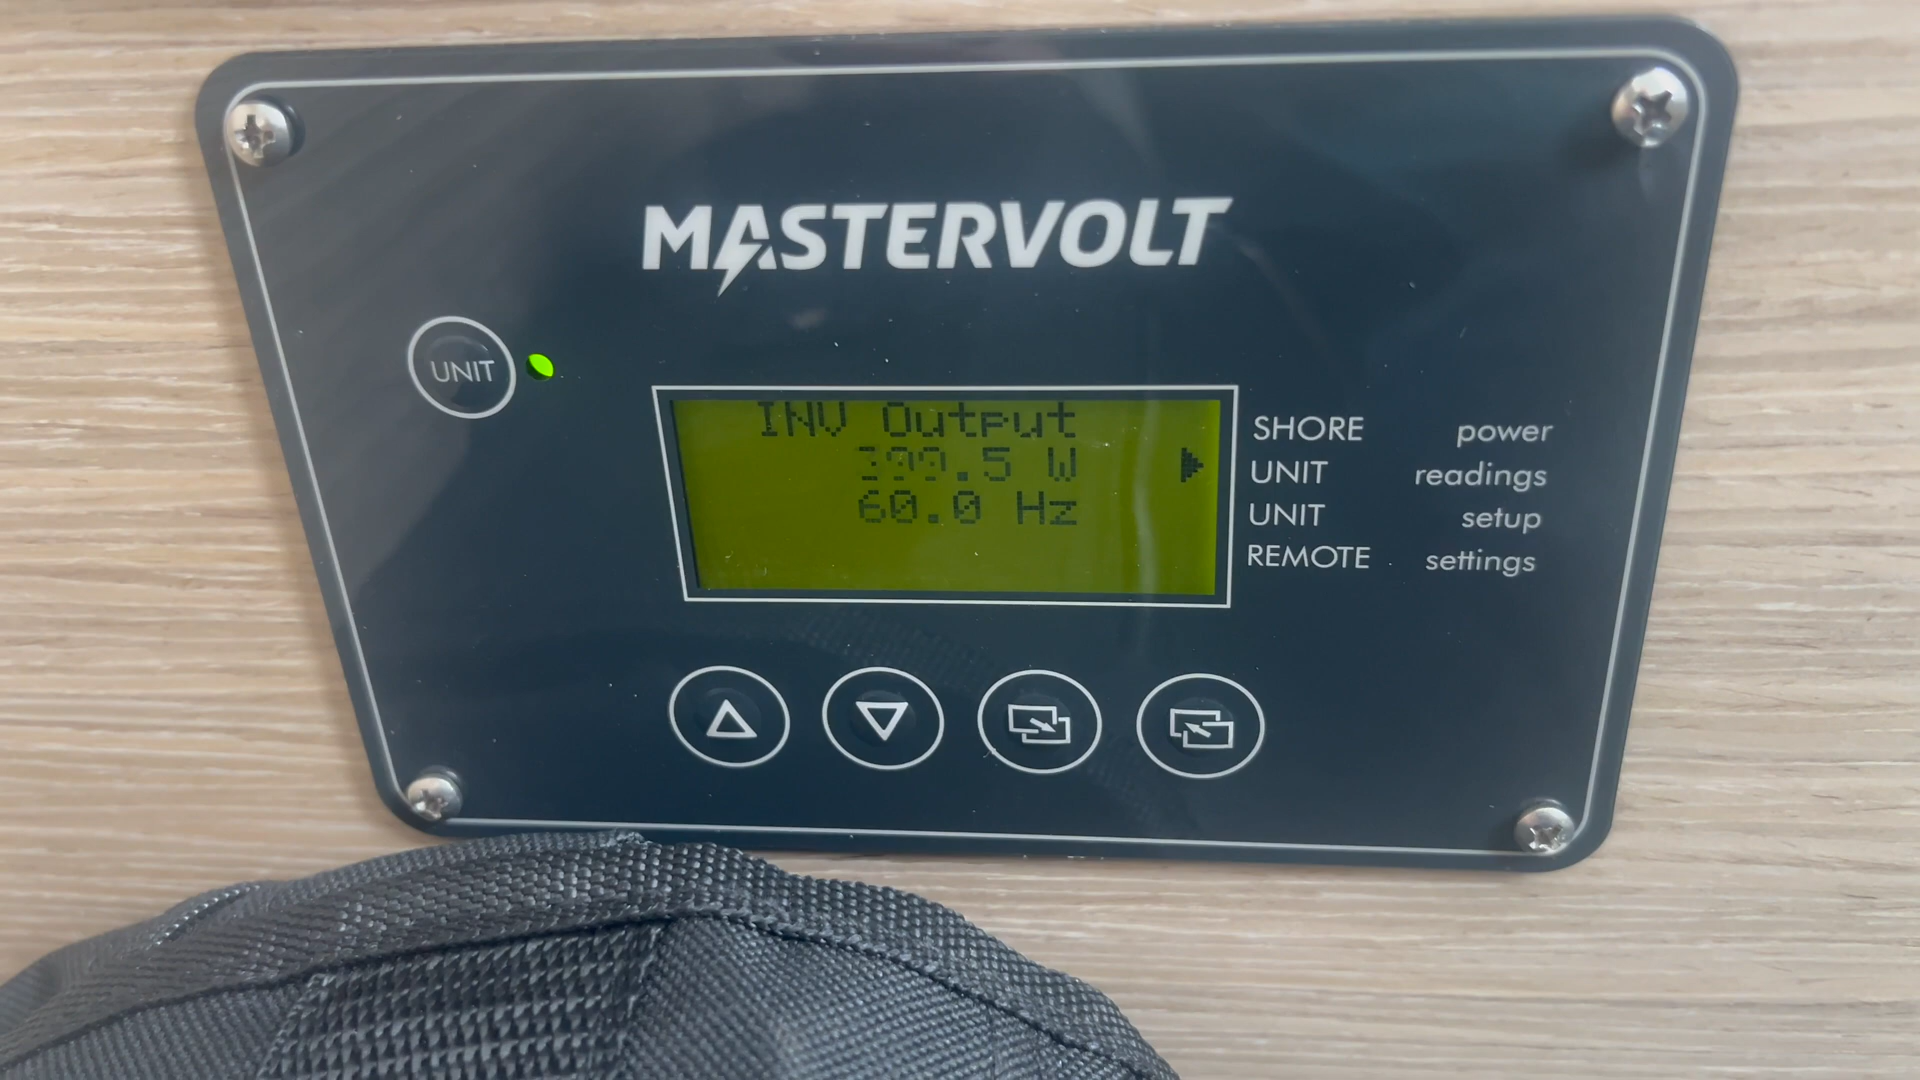 MASTERVOLT
UNIT
INV Output
W
60.0 Hz
SHORE power
UNIT readings
UNIT setup
REMOTE settings